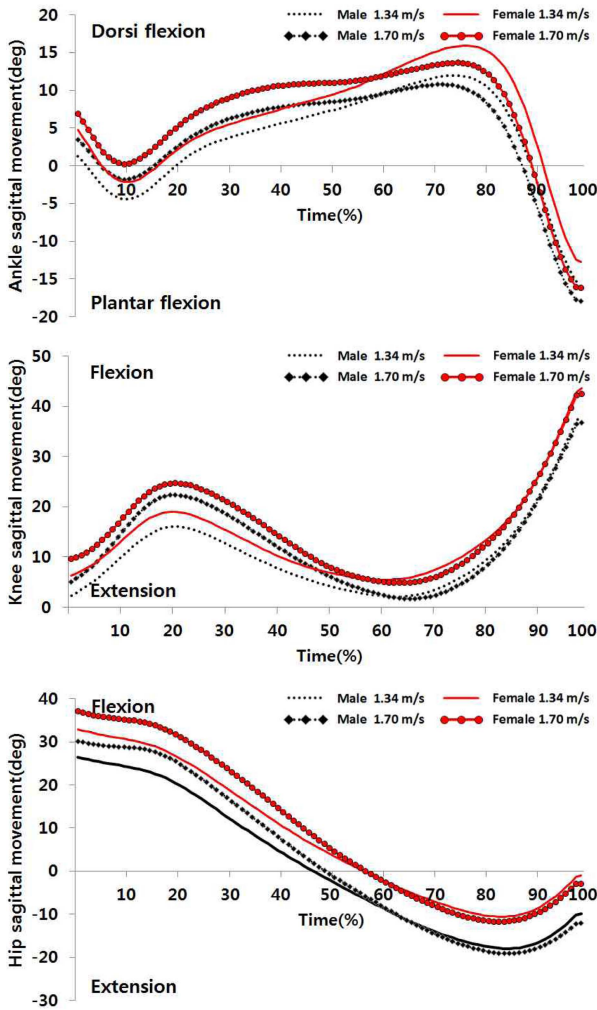 Dorsi flexion
Male 1.34 m/s
Female 1.34 m/s
Male 1.70 m/s
Female 1.70 m/s
Ankle sagittal movement(deg)
20
15
10
5
0
-5
-10
-15
-20
10 20 30 40 50 60 70 80 90 100
Time(%)
Plantar flexion
Flexion
Male 1.34 m/s
Female 1.34 m/s
Male 1.70 m/s
Female 1.70 m/s
Knee sagittal movement(deg)
50
40
30
20
10
0
Extension
10 20 30 40 50 60 70 80 90 100
Time(%)
Flexion
Male 1.34 m/s
Female 1.34 m/s
Male 1.70 m/s
Female 1.70 m/s
Hip sagittal movement(deg)
40
30
20
10
0
-10
-20
-30
10 20 30 40 50 60 70 80 90 100
Time(%)
Extension